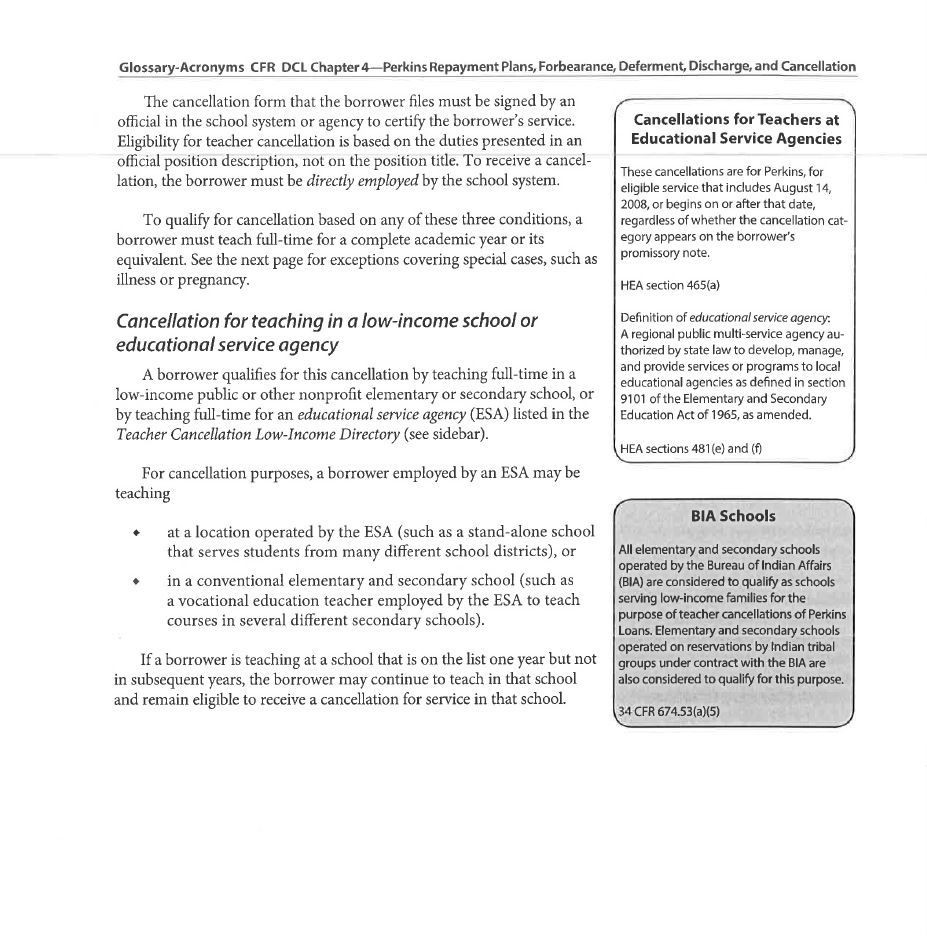 Glossary-Acronyms CFR DCL Chapter 4—Perkins Repayment Plans, Forbearance, Deferment, Discharge, and Cancellation
The cancellation form that the borrower files must be signed by an
official in the school system or agency to certify the borrower's service.
Eligibility for teacher cancellation is based on the duties presented in an
official position description, not on the position title. To receive a cancel-
lation, the borrower must be directly employed by the school system.
To qualify for cancellation based on any of these three conditions, a
borrower must teach full-time for a complete academic year or its
equivalent. See the next page for exceptions covering special cases, such as
illness or pregnancy.
Cancellation for teaching in a low-income school or
educational service agency
A borrower qualifies for this cancellation by teaching full-time in a
low-income public or other nonprofit elementary or secondary school, or
by teaching full-time for an educational service agency (ESA) listed in the
Teacher Cancellation Low-Income Directory (see sidebar).
For cancellation purposes, a borrower employed by an ESA may be
teaching
◆ at a location operated by the ESA (such as a stand-alone school
that serves students from many different school districts), or
◆ in a conventional elementary and secondary school (such as
a vocational education teacher employed by the ESA to teach
courses in several different secondary schools).
If a borrower is teaching at a school that is on the list one year but not
in subsequent years, the borrower may continue to teach in that school
and remain eligible to receive a cancellation for service in that school.
Cancellations for Teachers at
Educational Service Agencies
These cancellations are for Perkins, for
eligible service that includes August 14,
2008, or begins on or after that date,
regardless of whether the cancellation cat-
egory appears on the borrower's
promissory note.
HEA section 465(a)
Definition of educational service agency:
A regional public multi-service agency au-
thorized by state law to develop, manage,
and provide services or programs to local
educational agencies as defined in section
9101 of the Elementary and Secondary
Education Act of 1965, as amended.
HEA sections 481(e) and (f)
BIA Schools
All elementary and secondary schools
operated by the Bureau of Indian Affairs
(BIA) are considered to qualify as schools
serving low-income families for the
purpose of teacher cancellations of Perkins
Loans. Elementary and secondary schools
operated on reservations by Indian tribal
groups under contract with the BIA are
also considered to qualify for this purpose.
34 CFR 674.53(a)(5)